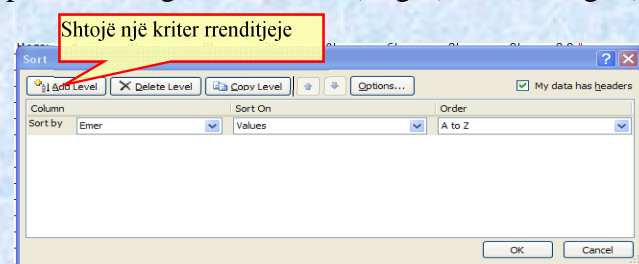 Shtojë një kriter rrenditjeje
Sort
Add Level Delete Level Copy Level Options... My data has headers
Column Sort On Order
Sort by Emer Values A to Z
OK Cancel